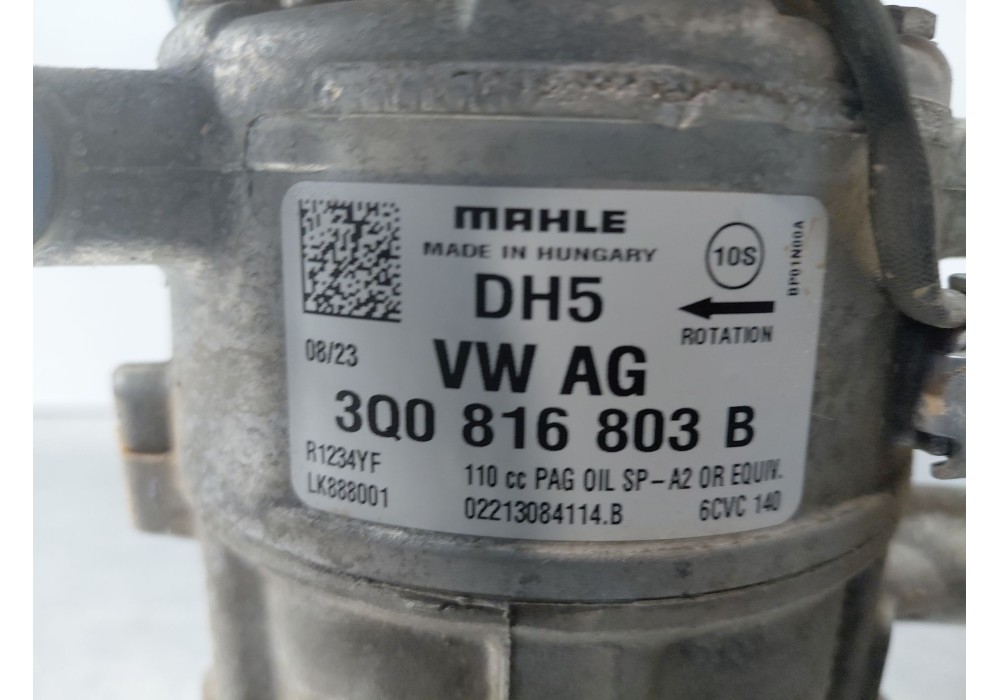 MAHLE
MADE IN HUNGARY
DH5
10S
BP01N00A
ROTATION
08/23
VW AG
3Q0 816 803 B
R1234YF
110 cc PAG OIL SP-A2 OR EQUIV.
LK888001
02213084114.B
6CVC 140